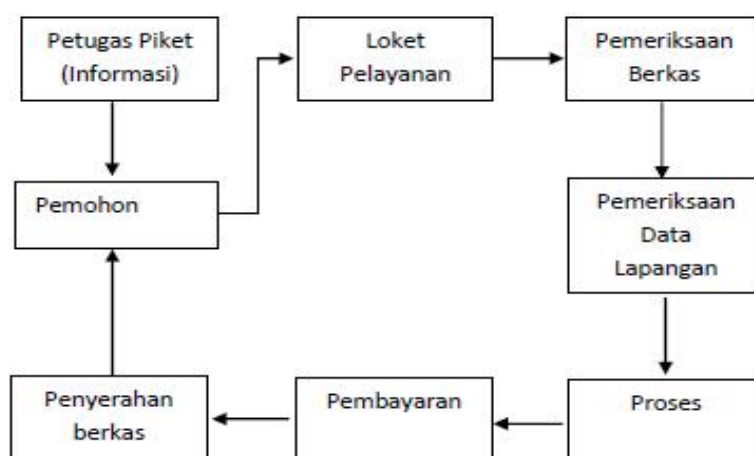 Petugas Piket
(Informasi)
Loket
Pelayanan
Pemeriksaan
Berkas
Pemohon
Pemeriksaan
Data
Lapangan
Penyerahan
berkas
Pembayaran
Proses